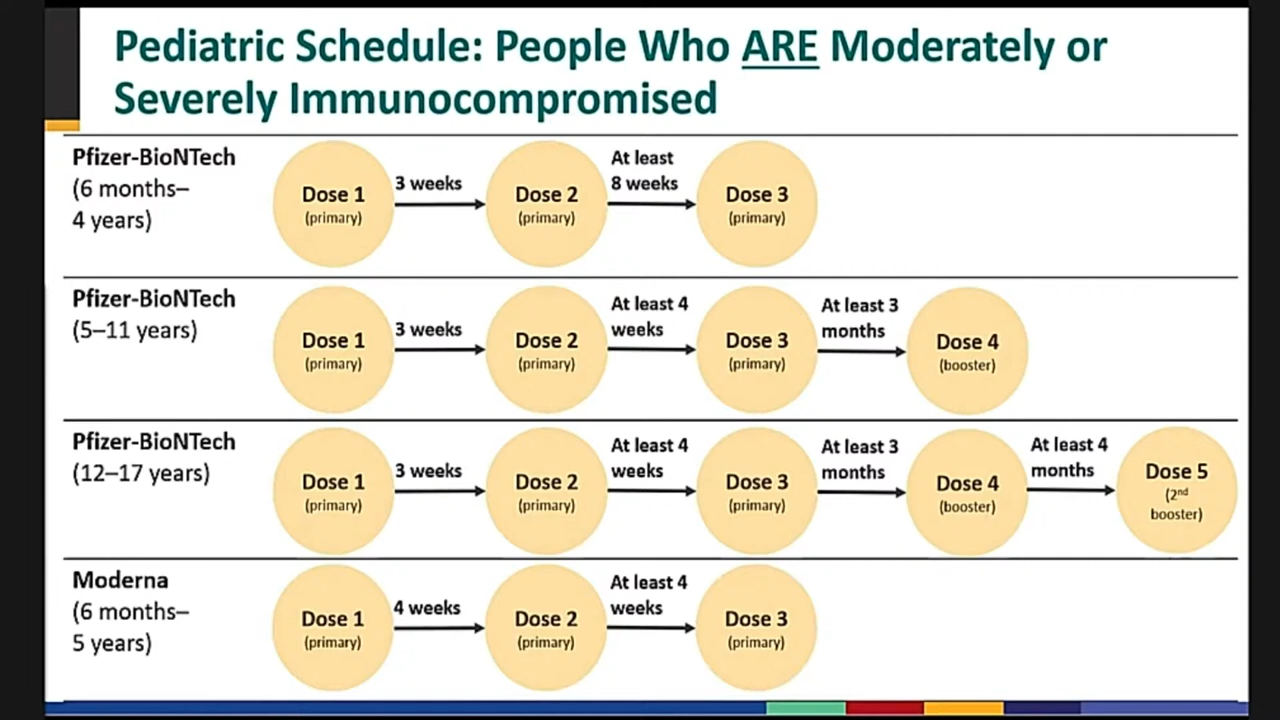 Pediatric Schedule: People Who ARE Moderately or
Severely Immunocompromised
Pfizer-BioNTech
(6 months–
4 years)
Dose 1
(primary)
3 weeks
Dose 2
(primary)
At least
8 weeks
Dose 3
(primary)
Pfizer-BioNTech
(5–11 years)
Dose 1
(primary)
3 weeks
Dose 2
(primary)
At least 4
weeks
Dose 3
(primary)
At least 3
months
Dose 4
(booster)
Pfizer-BioNTech
(12–17 years)
Dose 1
(primary)
3 weeks
Dose 2
(primary)
At least 4
weeks
Dose 3
(primary)
At least 3
months
Dose 4
(booster)
At least 4
months
Dose 5
(2nd
booster)
Moderna
(6 months–
5 years)
Dose 1
(primary)
4 weeks
Dose 2
(primary)
At least 4
weeks
Dose 3
(primary)